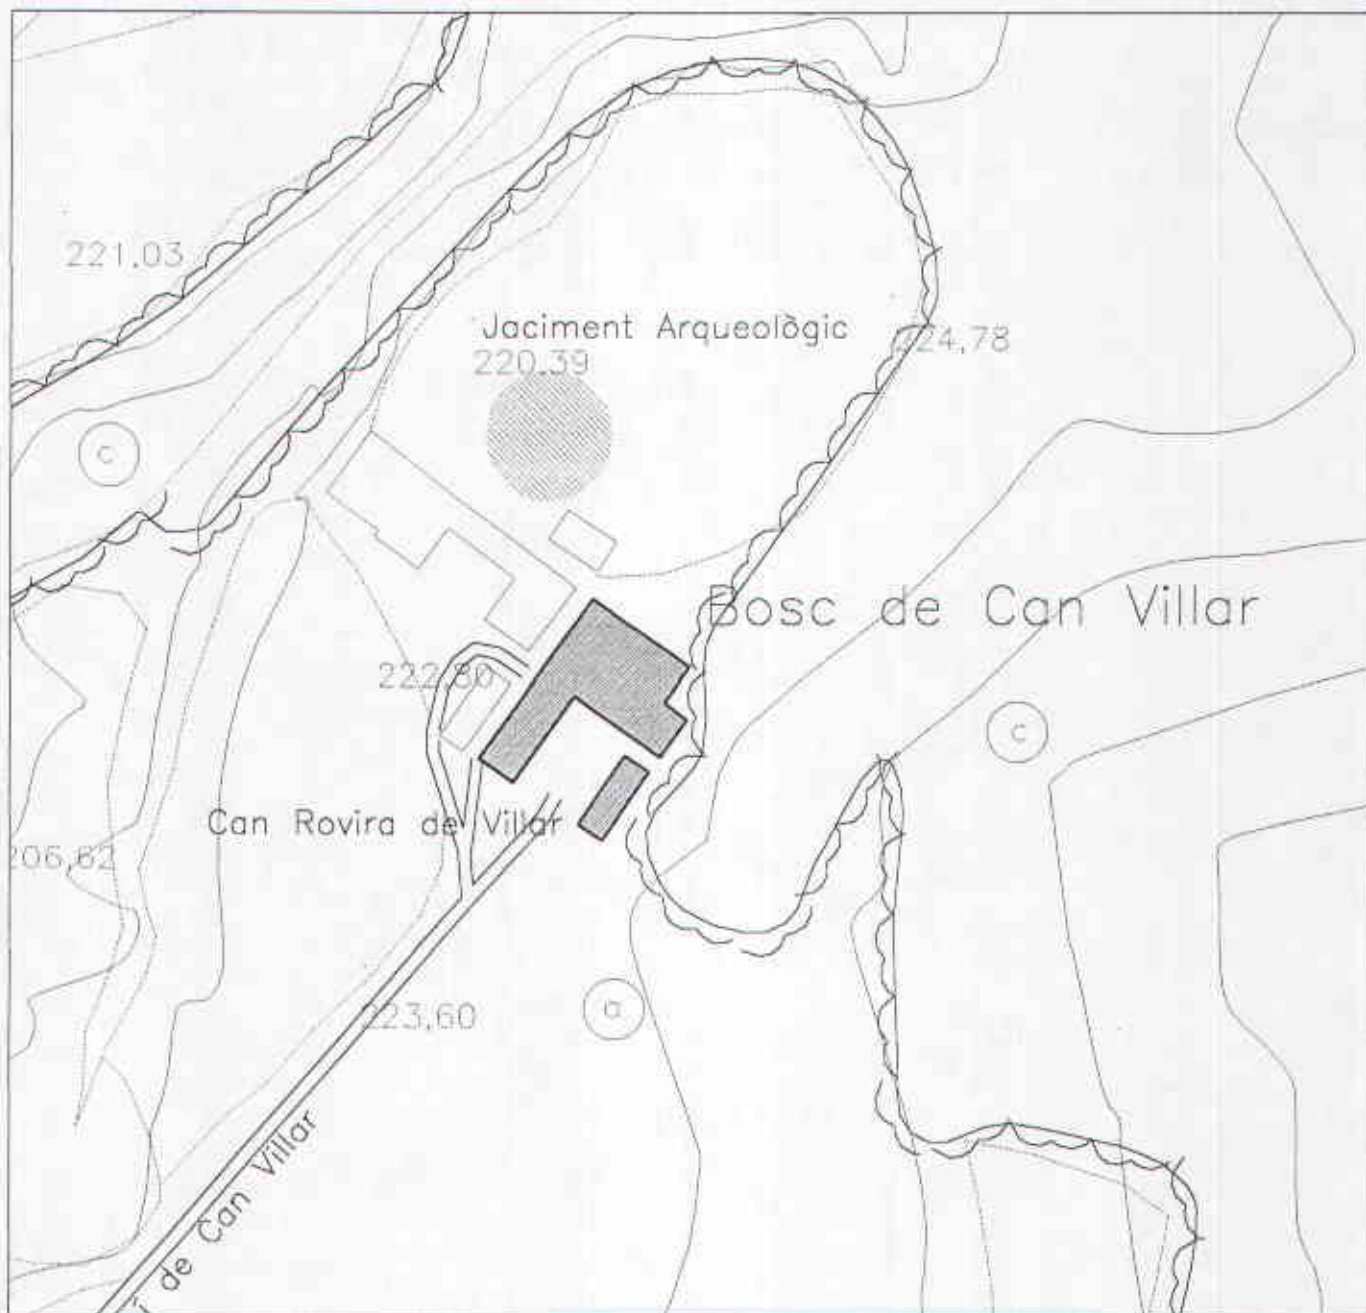 221,03
Jaciment Arqueològic
220,39
224,78
c
Bosc de Can Villar
222,80
c
Can Rovira de Villar
206,62
223,60
a
de Can Villar